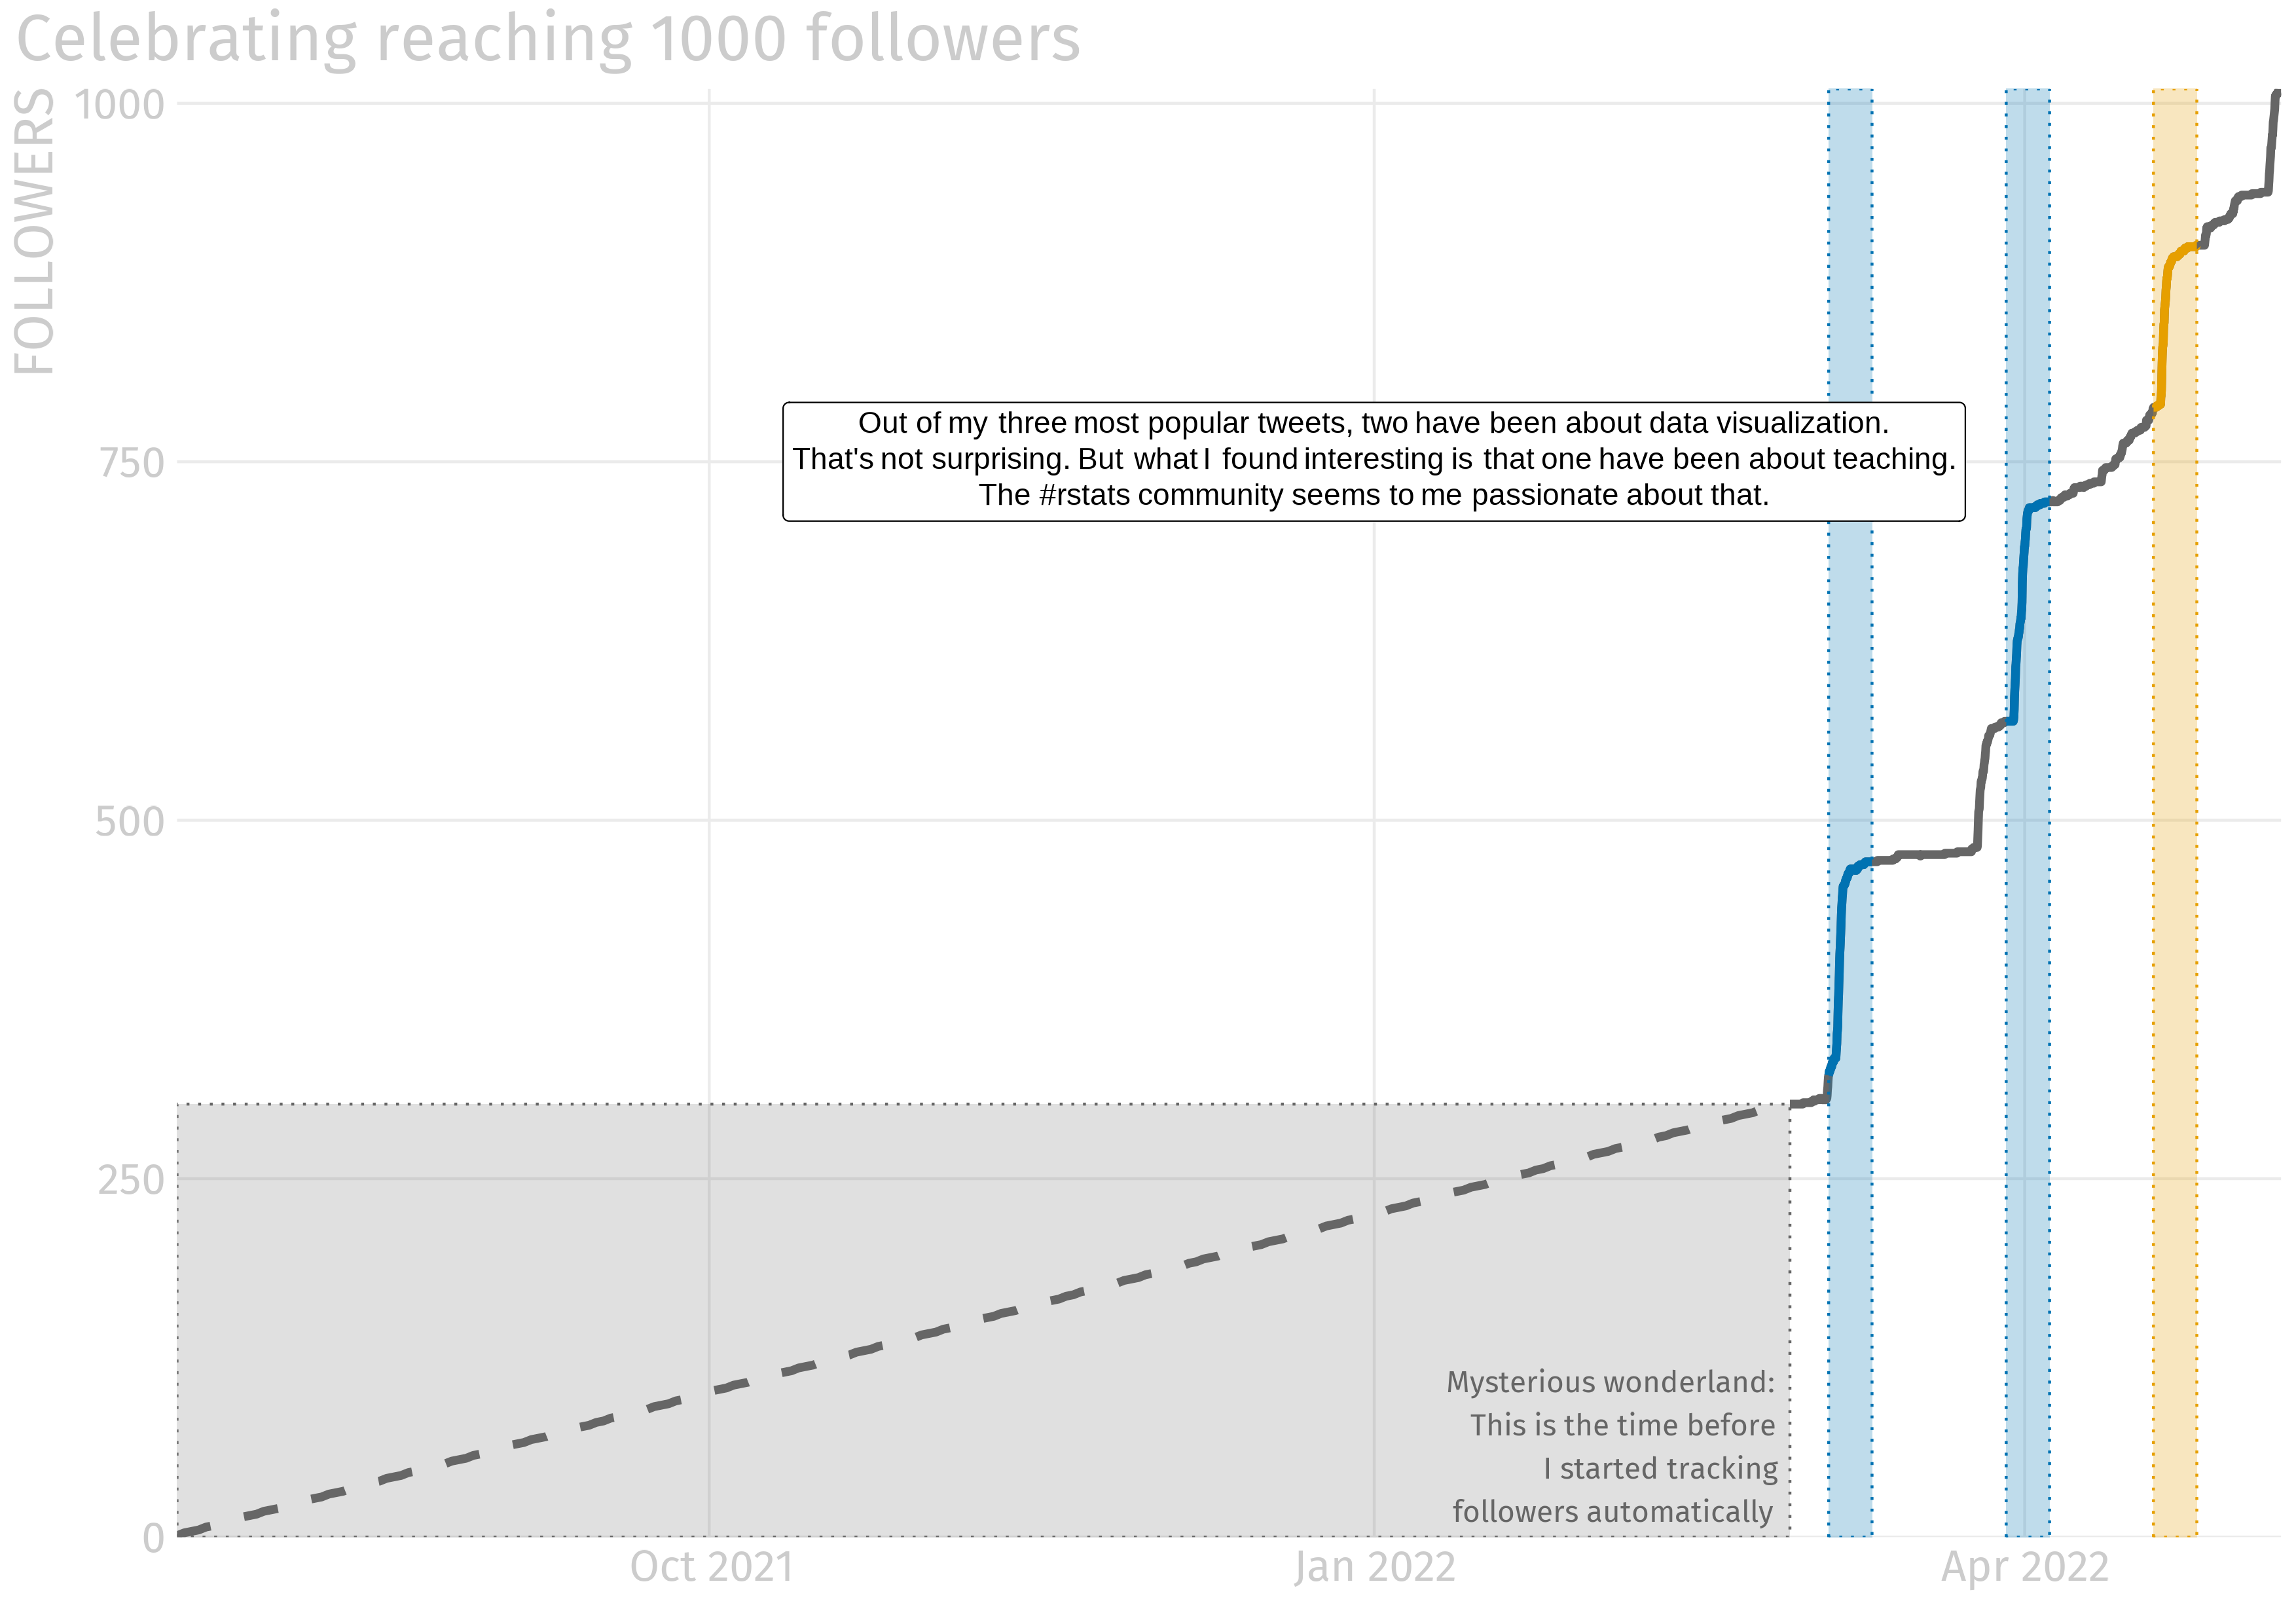 Celebrating reaching 1000 followers
FOLLOWERS
1000
750
500
250
0
Out of my three most popular tweets, two have been about data visualization.
That's not surprising. But what I found interesting is that one have been about teaching.
The #rstats community seems to me passionate about that.
Mysterious wonderland:
This is the time before
I started tracking
followers automatically
Oct 2021
Jan 2022
Apr 2022